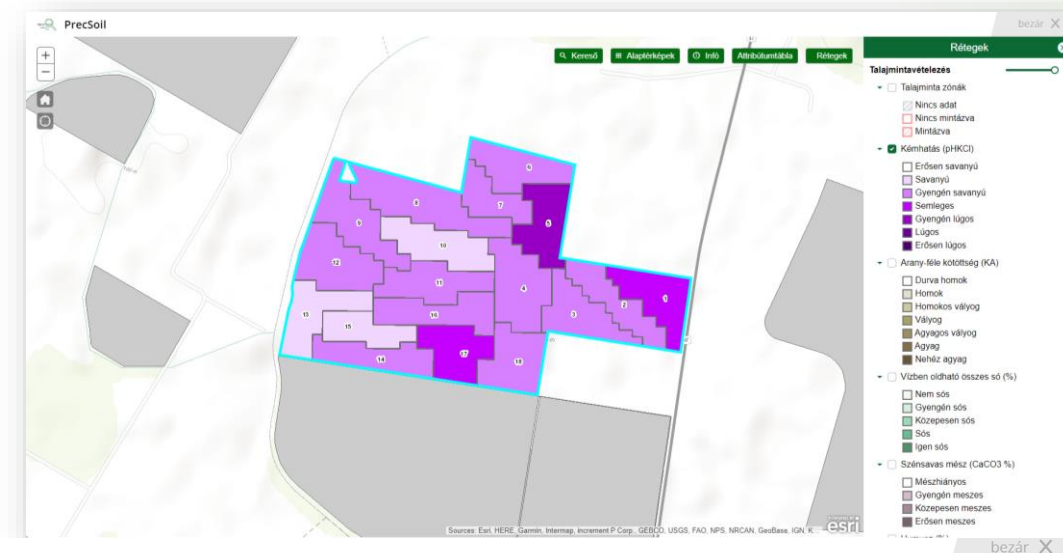 PrecSoil
bezár X
+
−
Kereső
Alaptérképek
Infó
Attribútumtábla
Rétegek
Rétegek
Talajmintavételezés
Talajminta zónák
Nincs adat
Nincs mintázva
Mintázva
Kémhatás (pHKCl)
Erősen savanyú
Savanyú
Gyengén savanyú
Semleges
Gyengén lúgos
Lúgos
Erősen lúgos
Arany-féle kötöttség (KA)
Durva homok
Homok
Homokos vályog
Vályog
Agyagos vályog
Agyag
Nehéz agyag
Vízben oldható összes só (%)
Nem sós
Gyengén sós
Közepesen sós
Sós
Igen sós
Szénsavas mész (CaCO3 %)
Mészhiányos
Gyengén meszes
Közepesen meszes
Erősen meszes
6
7
5
8
9
10
12
11
4
1
2
3
13
16
15
17
14
18
Sources: Esri, HERE, Garmin, Intermap, increment P Corp., GEBCO, USGS, FAO, NPS, NRCAN, GeoBase, IGN, K...
esri
bezár X